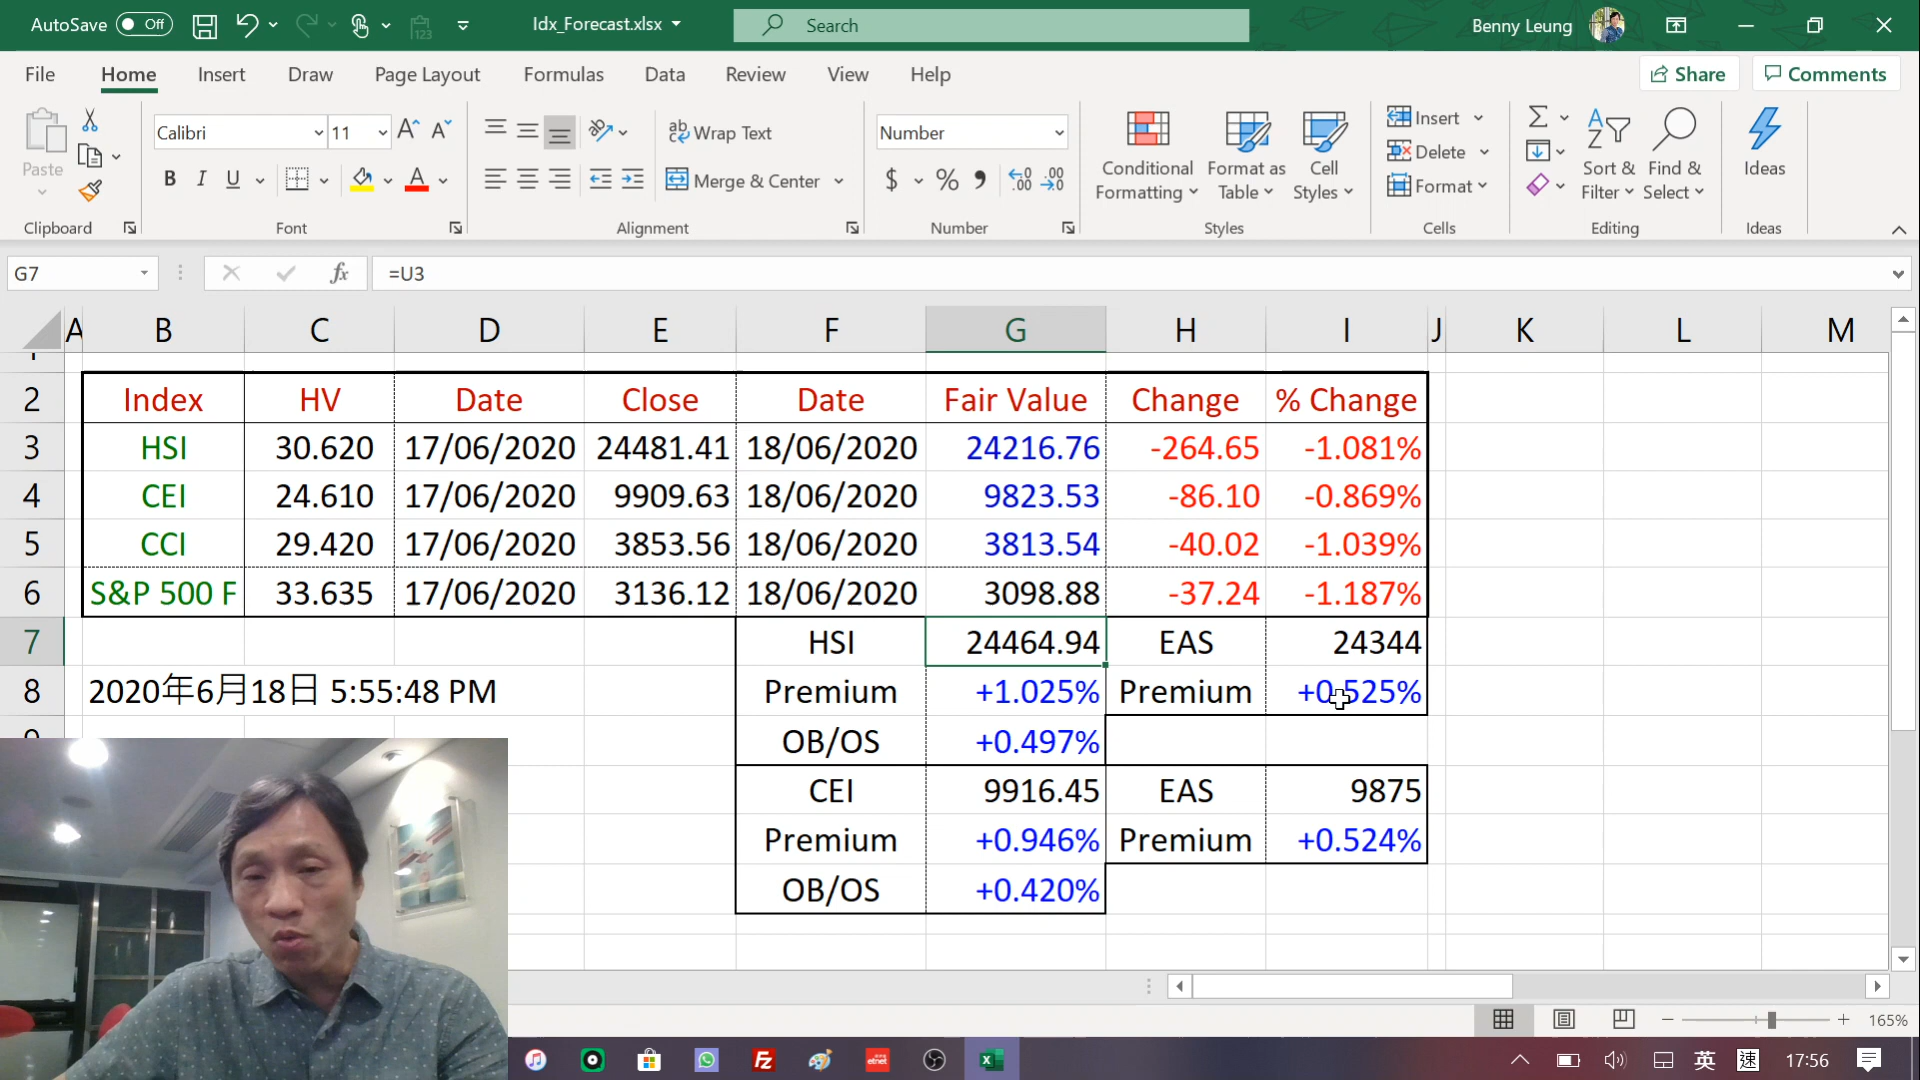 AutoSave Off Idx_Forecast.xlsx Search Benny Leung
File Home Insert Draw Page Layout Formulas Data Review View Help Share Comments
Paste Calibri 11 Wrap Text Number Conditional Formatting Format as Table Cell Styles Insert Delete Format Sort & Filter Find & Select Ideas
B I U Merge & Center $ %
Clipboard Font Alignment Number Styles Cells Editing Ideas
G7 fx =U3
A B C D E F G H I J K L M
2 Index HV Date Close Date Fair Value Change % Change
3 HSI 30.620 17/06/2020 24481.41 18/06/2020 24216.76 -264.65 -1.081%
4 CEI 24.610 17/06/2020 9909.63 18/06/2020 9823.53 -86.10 -0.869%
5 CCI 29.420 17/06/2020 3853.56 18/06/2020 3813.54 -40.02 -1.039%
6 S&P 500 F 33.635 17/06/2020 3136.12 18/06/2020 3098.88 -37.24 -1.187%
7 HSI 24464.94 EAS 24344
8 2020年6月18日 5:55:48 PM Premium +1.025% Premium +0.525%
OB/OS +0.497%
CEI 9916.45 EAS 9875
Premium +0.946% Premium +0.524%
OB/OS +0.420%
165%
Fz etnet 英 速 17:56